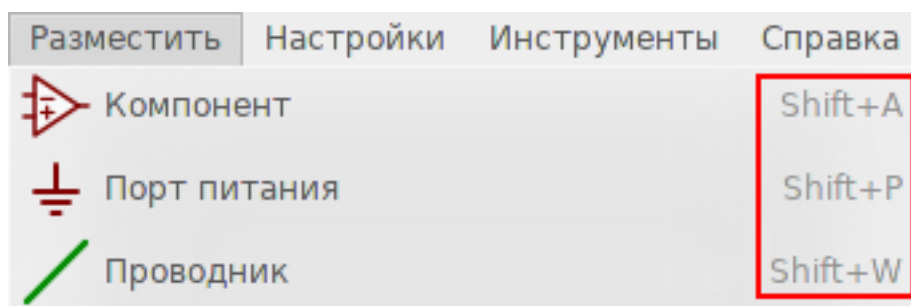 Разместить Настройки Инструменты Справка
Компонент Shift+A
Порт питания Shift+P
Проводник Shift+W